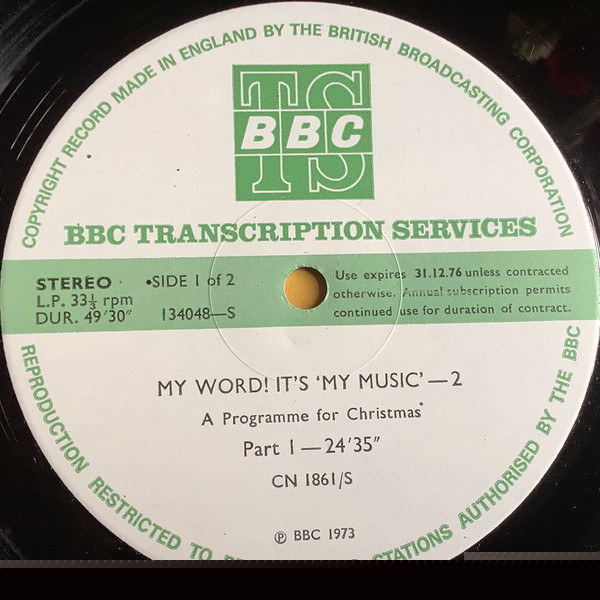 COPYRIGHT RECORD MADE IN ENGLAND BY THE BRITISH BROADCASTING CORPORATION
TS
BBC
BBC TRANSCRIPTION SERVICES
STEREO • SIDE 1 of 2
L.P. 33⅓ rpm
DUR. 49'30" 134048—S
Use expires 31.12.76 unless contracted
otherwise. Annual subscription permits
continued use for duration of contract.
MY WORD! IT'S 'MY MUSIC'—2
A Programme for Christmas
Part 1—24'35"
CN 1861/S
℗ BBC 1973
REPRODUCTION RESTRICTED TO STATIONS AUTHORISED BY THE BBC